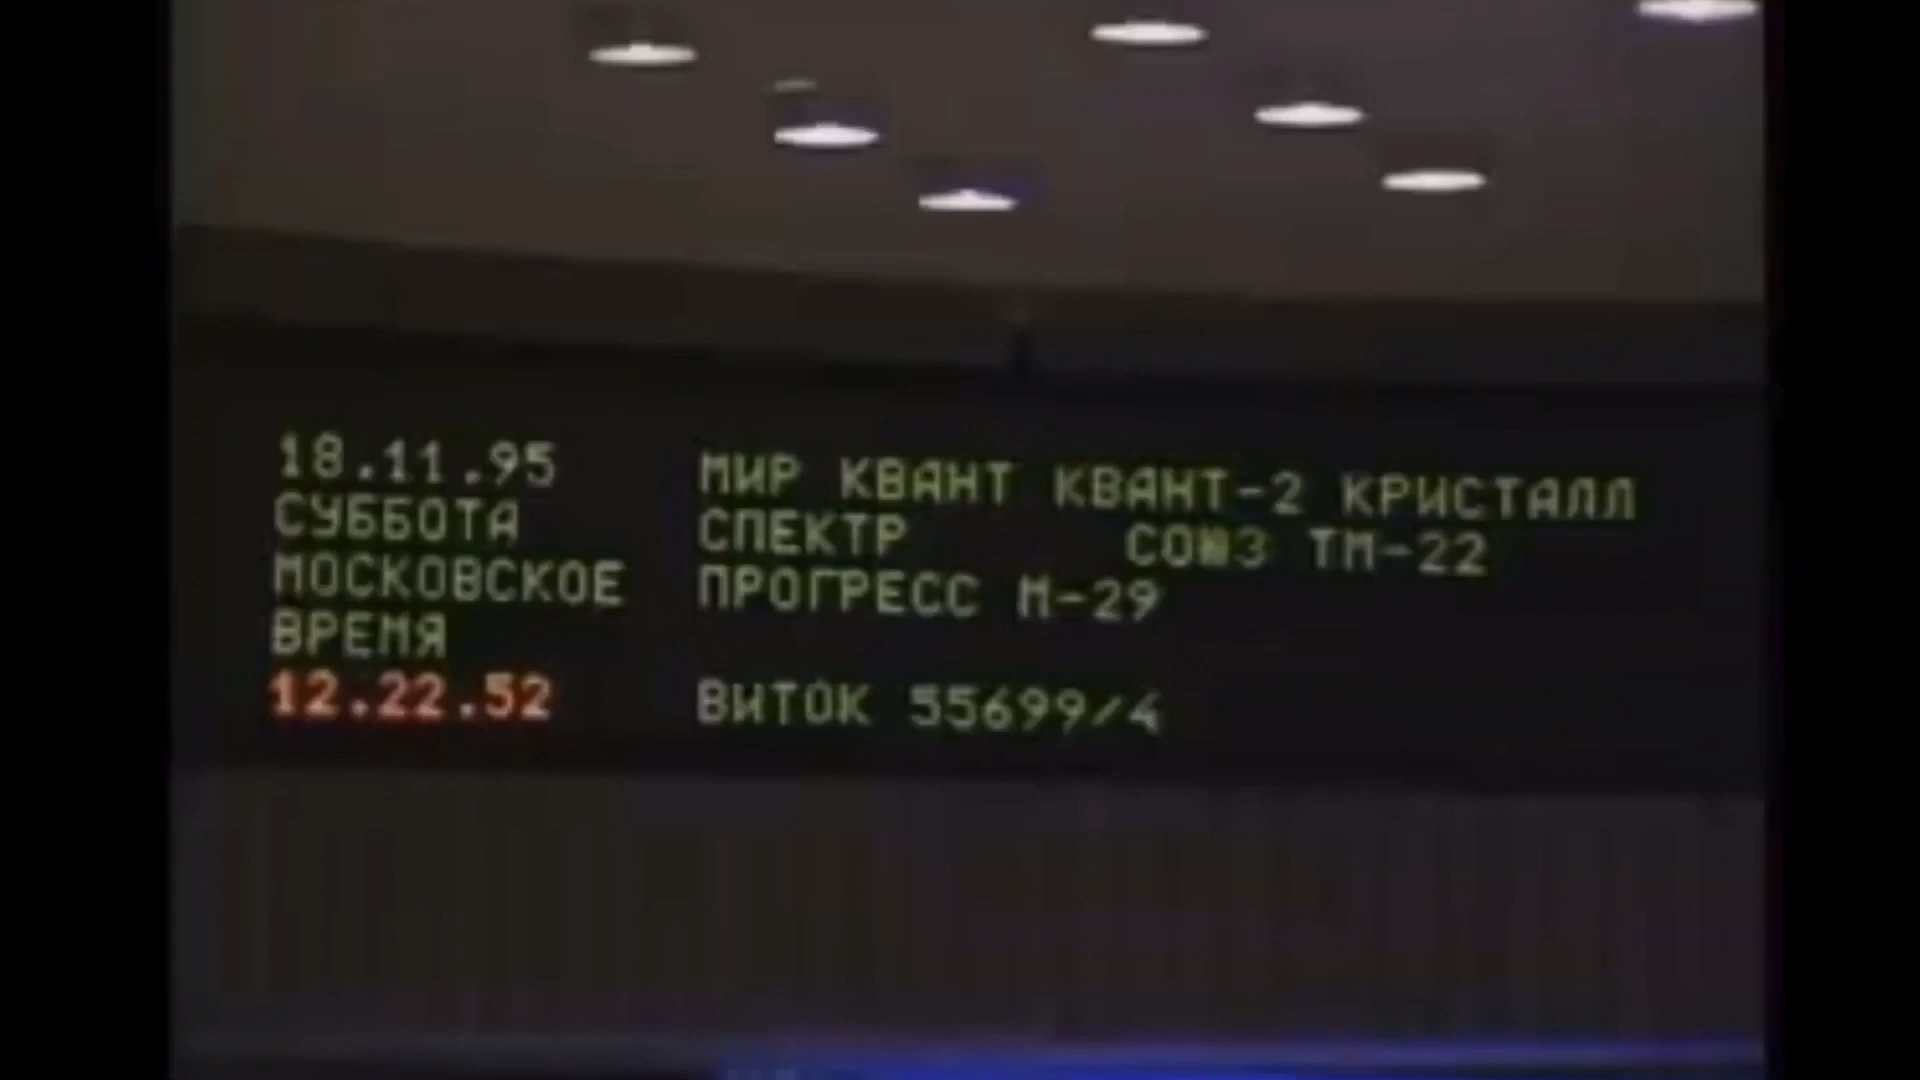 18.11.95
СУББОТА
МОСКОВСКОЕ
ВРЕМЯ
12.22.52
МИР КВАНТ КВАНТ-2 КРИСТАЛЛ
СПЕКТР СОЮЗ ТМ-22
ПРОГРЕСС М-29
ВИТОК 55699/4